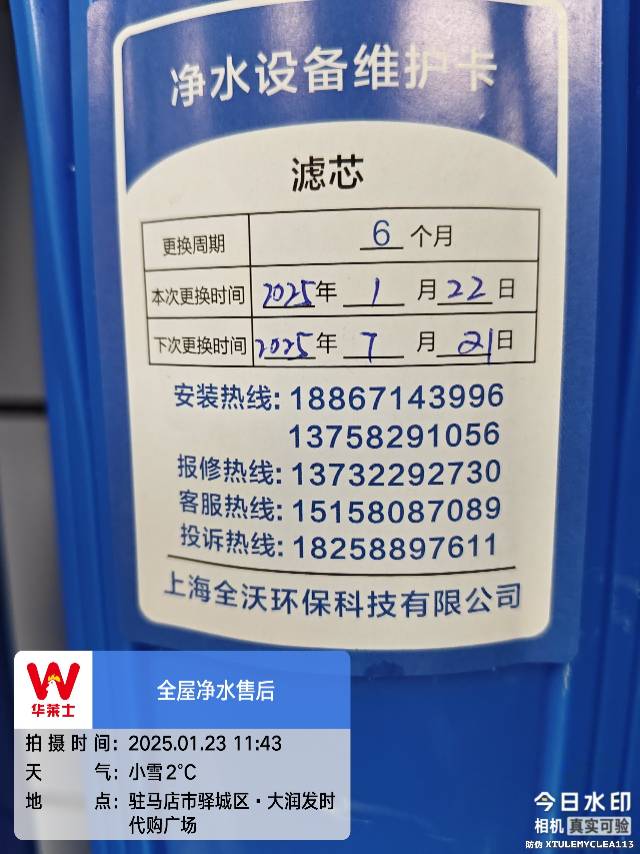 净水设备维护卡
滤芯
更换周期 6 个月
本次更换时间 2025年 1 月 22 日
下次更换时间 2025年 7 月 21日
安装热线: 18867143996
13758291056
报修热线: 13732292730
客服热线: 15158087089
投诉热线: 18258897611
上海全沃环保科技有限公司
华莱士
全屋净水售后
拍摄时间: 2025.01.23 11:43
天 气: 小雪 2℃
地 点: 驻马店市驿城区·大润发时
代购广场
今日水印
相机 真实可验
防伪 XTULEMYCLEA113